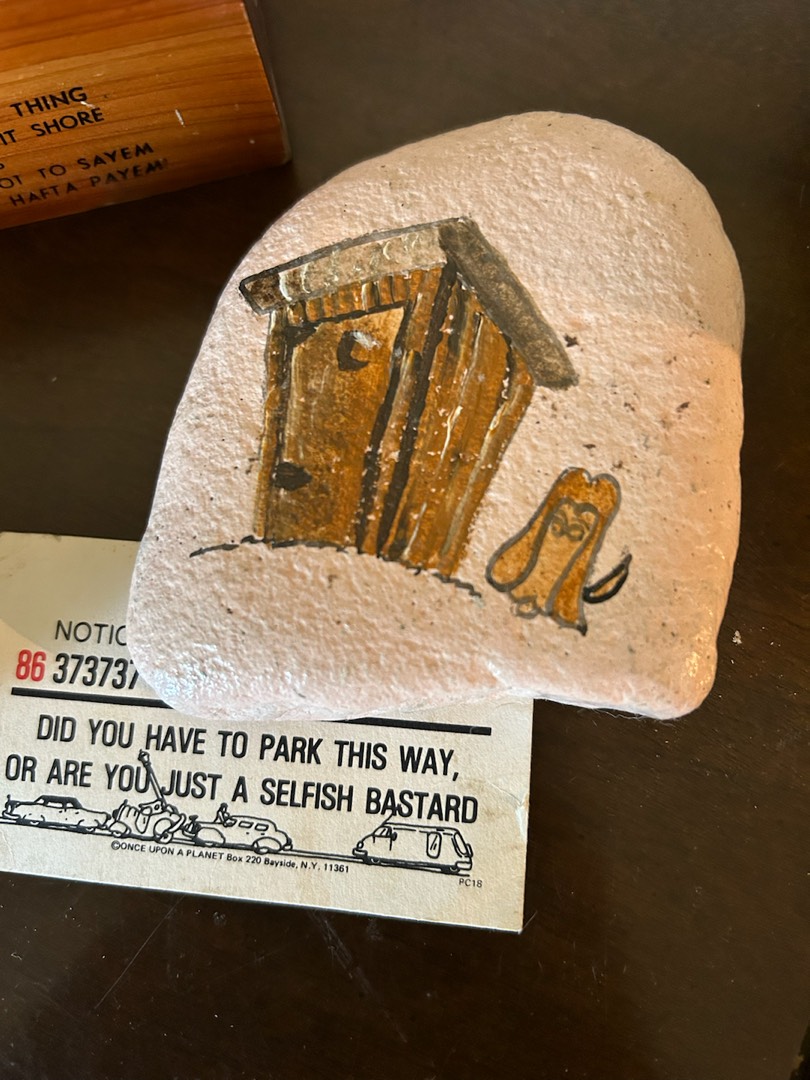 THING
IT SHORE
OT TO SAYEM
HAFTA PAYEM!
NOTIC
86 373737
DID YOU HAVE TO PARK THIS WAY,
OR ARE YOU JUST A SELFISH BASTARD
©ONCE UPON A PLANET Box 220 Bayside, N.Y. 11361
PC18